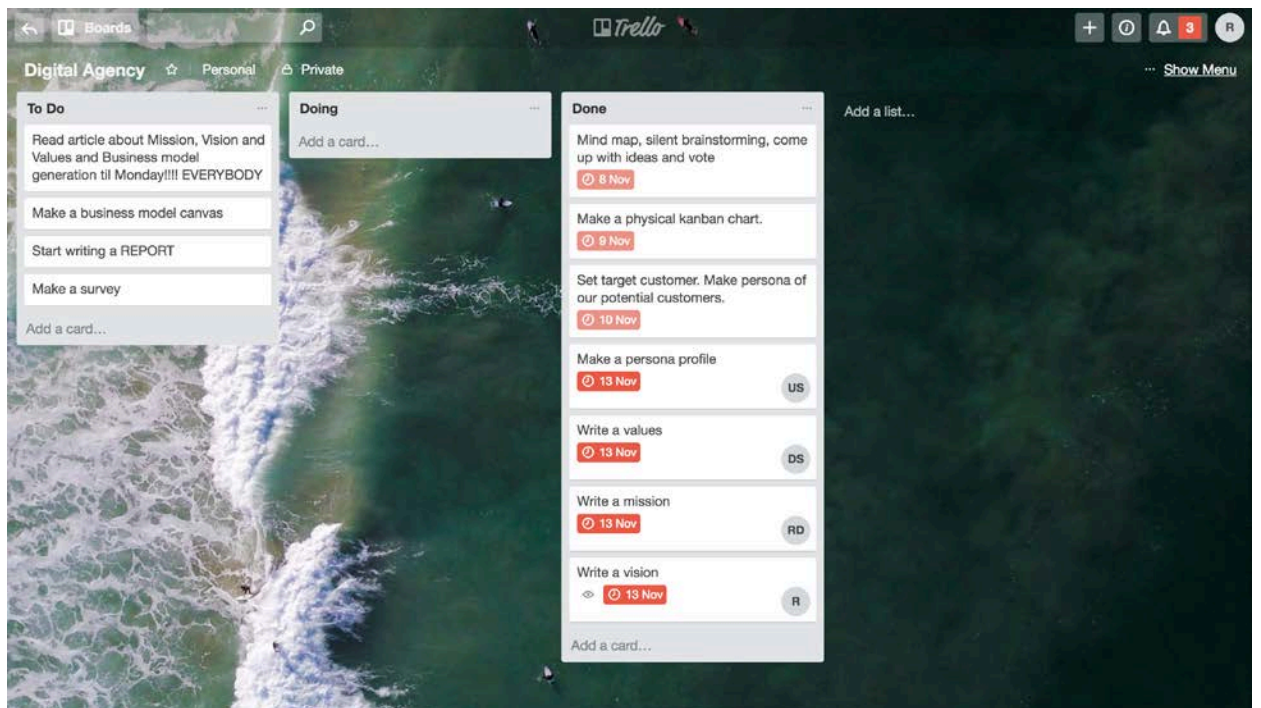 Boards
Trello
3
R
Digital Agency
Personal
Private
... Show Menu
To Do
...
Read article about Mission, Vision and
Values and Business model
generation til Monday!!!! EVERYBODY
Make a business model canvas
Start writing a REPORT
Make a survey
Add a card...
Doing
...
Add a card...
Done
...
Mind map, silent brainstorming, come
up with ideas and vote
8 Nov
Make a physical kanban chart.
9 Nov
Set target customer. Make persona of
our potential customers.
10 Nov
Make a persona profile
13 Nov
US
Write a values
13 Nov
DS
Write a mission
13 Nov
RD
Write a vision
13 Nov
R
Add a card...
Add a list...